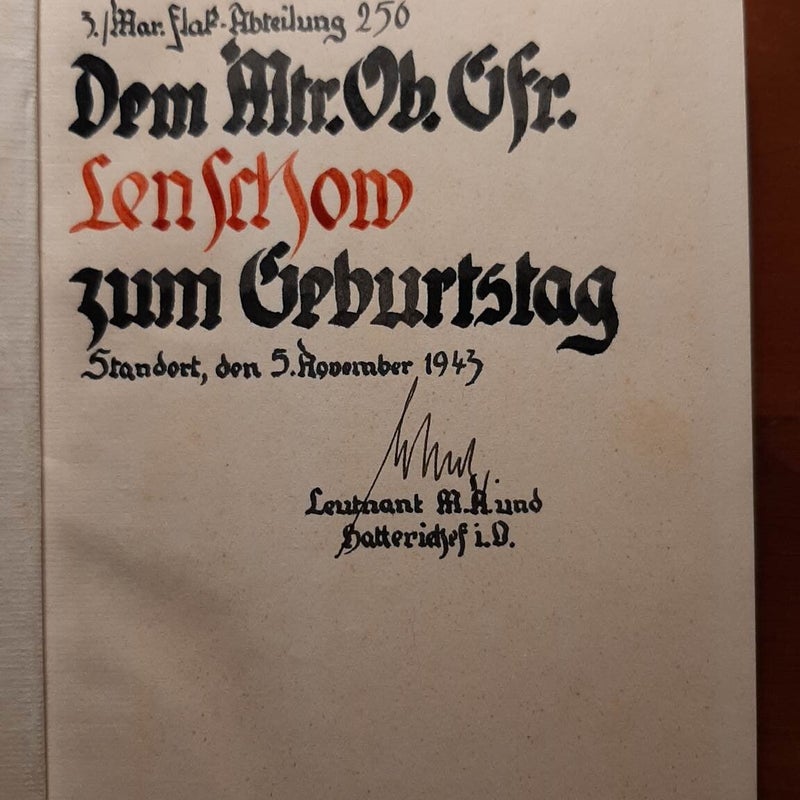 3./Mar. Flak-Abteilung 256
Dem Mtr. Ob. Gfr.
Lenschow
zum Geburtstag
Standort, den 5. November 1943
Leutnant M.A. und
Batteriechef i.V.